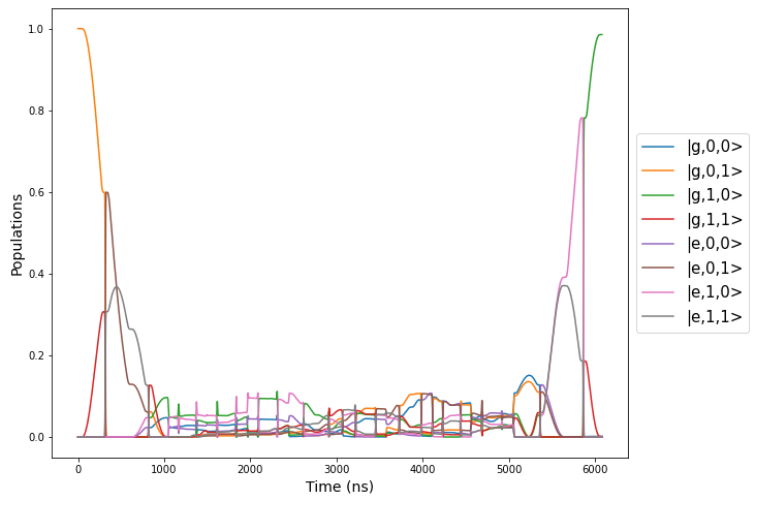 1.0
0.8
0.6
0.4
0.2
0.0
Populations
0
1000
2000
3000
4000
5000
6000
Time (ns)
|g,0,0>
|g,0,1>
|g,1,0>
|g,1,1>
|e,0,0>
|e,0,1>
|e,1,0>
|e,1,1>